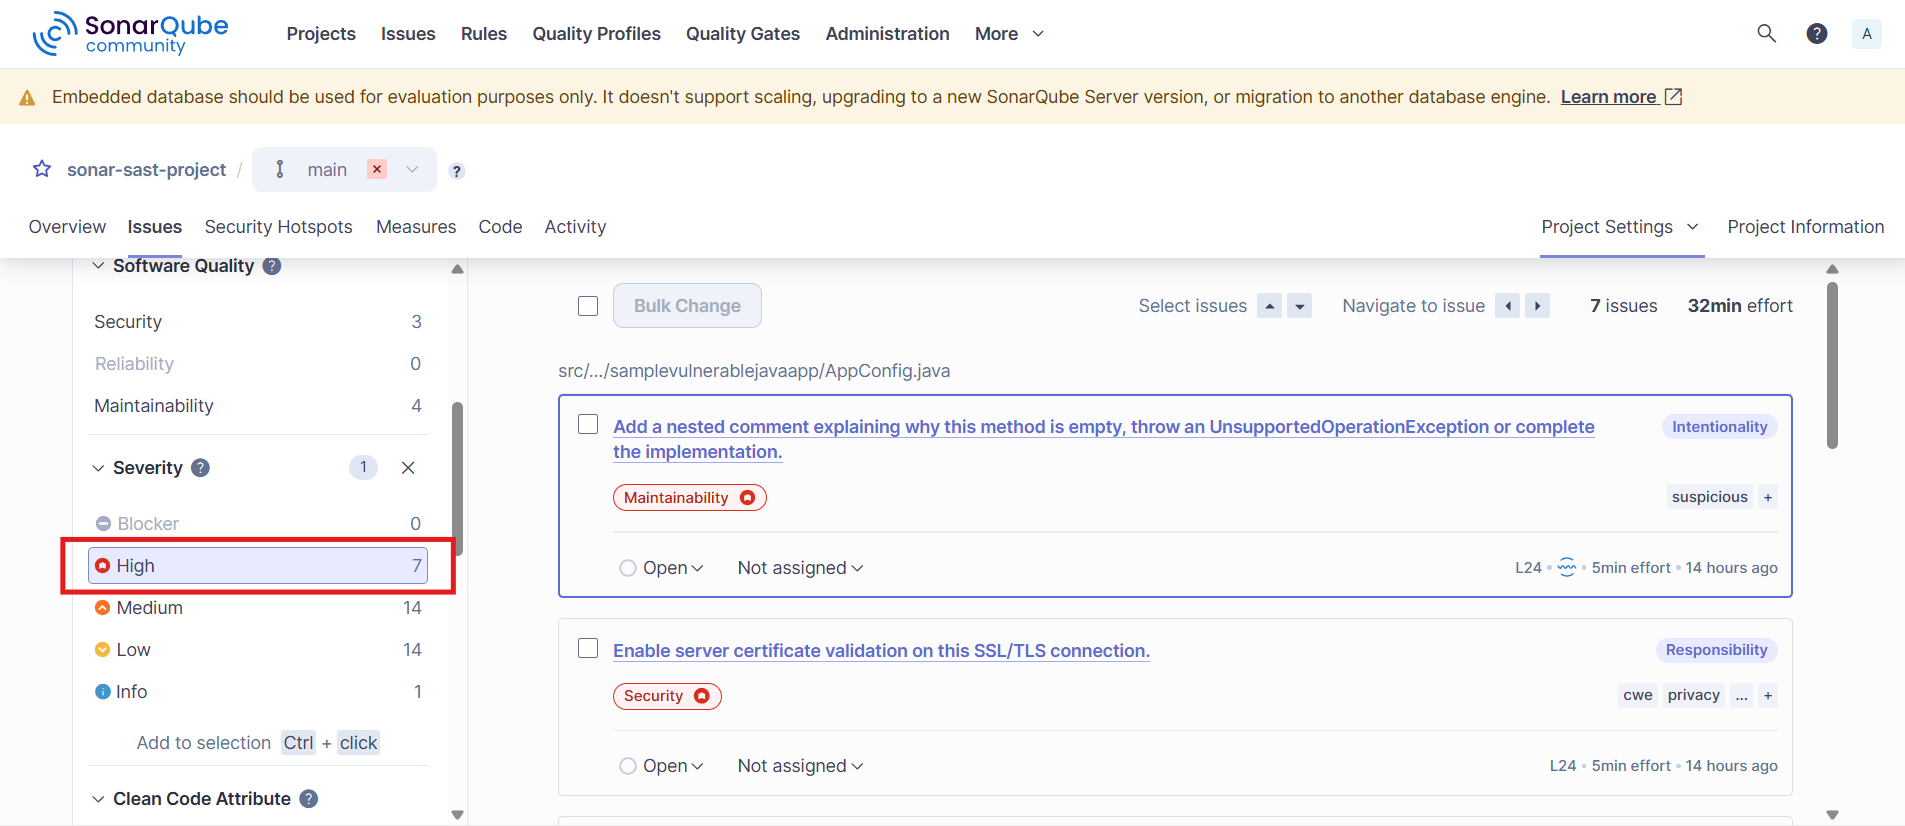 SonarQube
community
Projects Issues Rules Quality Profiles Quality Gates Administration More ? A
Embedded database should be used for evaluation purposes only. It doesn't support scaling, upgrading to a new SonarQube Server version, or migration to another database engine. Learn more
sonar-sast-project / main ?
Overview Issues Security Hotspots Measures Code Activity Project Settings Project Information
Software Quality ?
Security 3
Reliability 0
Maintainability 4
Severity ? 1
Blocker 0
High 7
Medium 14
Low 14
Info 1
Add to selection Ctrl + click
Clean Code Attribute ?
Bulk Change Select issues Navigate to issue 7 issues 32min effort
src/.../samplevulnerablejavaapp/AppConfig.java
Add a nested comment explaining why this method is empty, throw an UnsupportedOperationException or complete
the implementation.
Intentionality
Maintainability
suspicious +
Open Not assigned L24 • • 5min effort • 14 hours ago
Enable server certificate validation on this SSL/TLS connection.
Responsibility
Security
cwe privacy ... +
Open Not assigned L24 • 5min effort • 14 hours ago